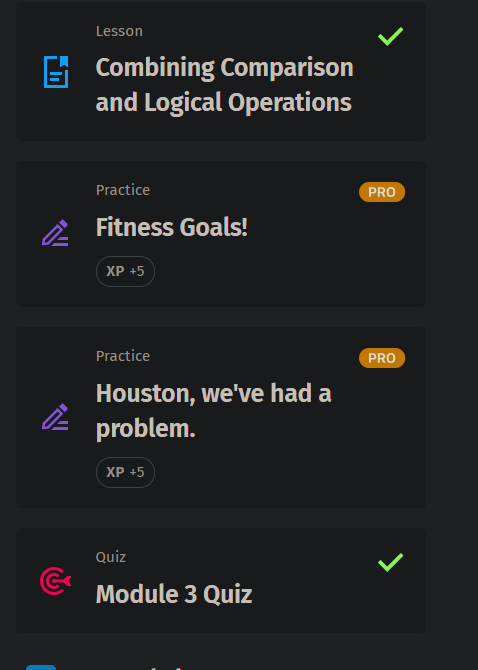 Lesson
Combining Comparison
and Logical Operations
Practice
PRO
Fitness Goals!
XP +5
Practice
PRO
Houston, we've had a
problem.
XP +5
Quiz
Module 3 Quiz